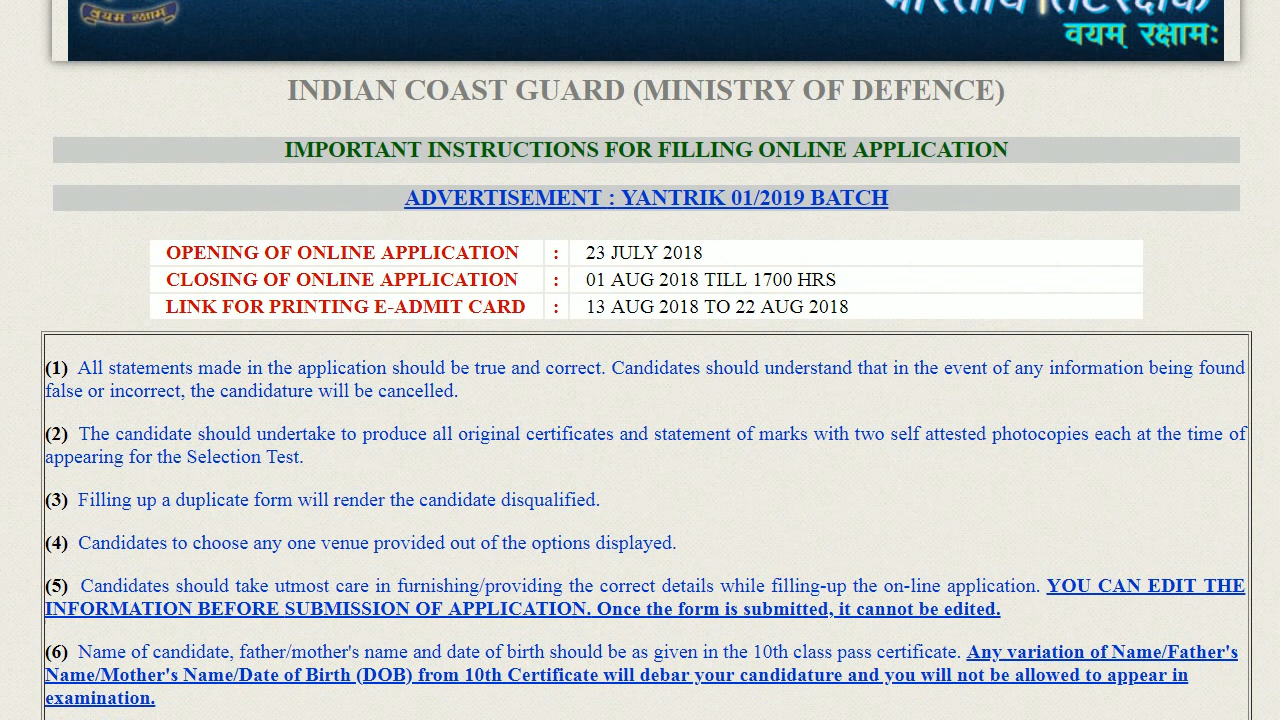 वयम रक्षामः
भारतीय तटरक्षक
वयम् रक्षामः
INDIAN COAST GUARD (MINISTRY OF DEFENCE)
IMPORTANT INSTRUCTIONS FOR FILLING ONLINE APPLICATION
ADVERTISEMENT : YANTRIK 01/2019 BATCH
OPENING OF ONLINE APPLICATION : 23 JULY 2018
CLOSING OF ONLINE APPLICATION : 01 AUG 2018 TILL 1700 HRS
LINK FOR PRINTING E-ADMIT CARD : 13 AUG 2018 TO 22 AUG 2018
(1) All statements made in the application should be true and correct. Candidates should understand that in the event of any information being found
false or incorrect, the candidature will be cancelled.
(2) The candidate should undertake to produce all original certificates and statement of marks with two self attested photocopies each at the time of
appearing for the Selection Test.
(3) Filling up a duplicate form will render the candidate disqualified.
(4) Candidates to choose any one venue provided out of the options displayed.
(5) Candidates should take utmost care in furnishing/providing the correct details while filling-up the on-line application. YOU CAN EDIT THE
INFORMATION BEFORE SUBMISSION OF APPLICATION. Once the form is submitted, it cannot be edited.
(6) Name of candidate, father/mother's name and date of birth should be as given in the 10th class pass certificate. Any variation of Name/Father's
Name/Mother's Name/Date of Birth (DOB) from 10th Certificate will debar your candidature and you will not be allowed to appear in
examination.